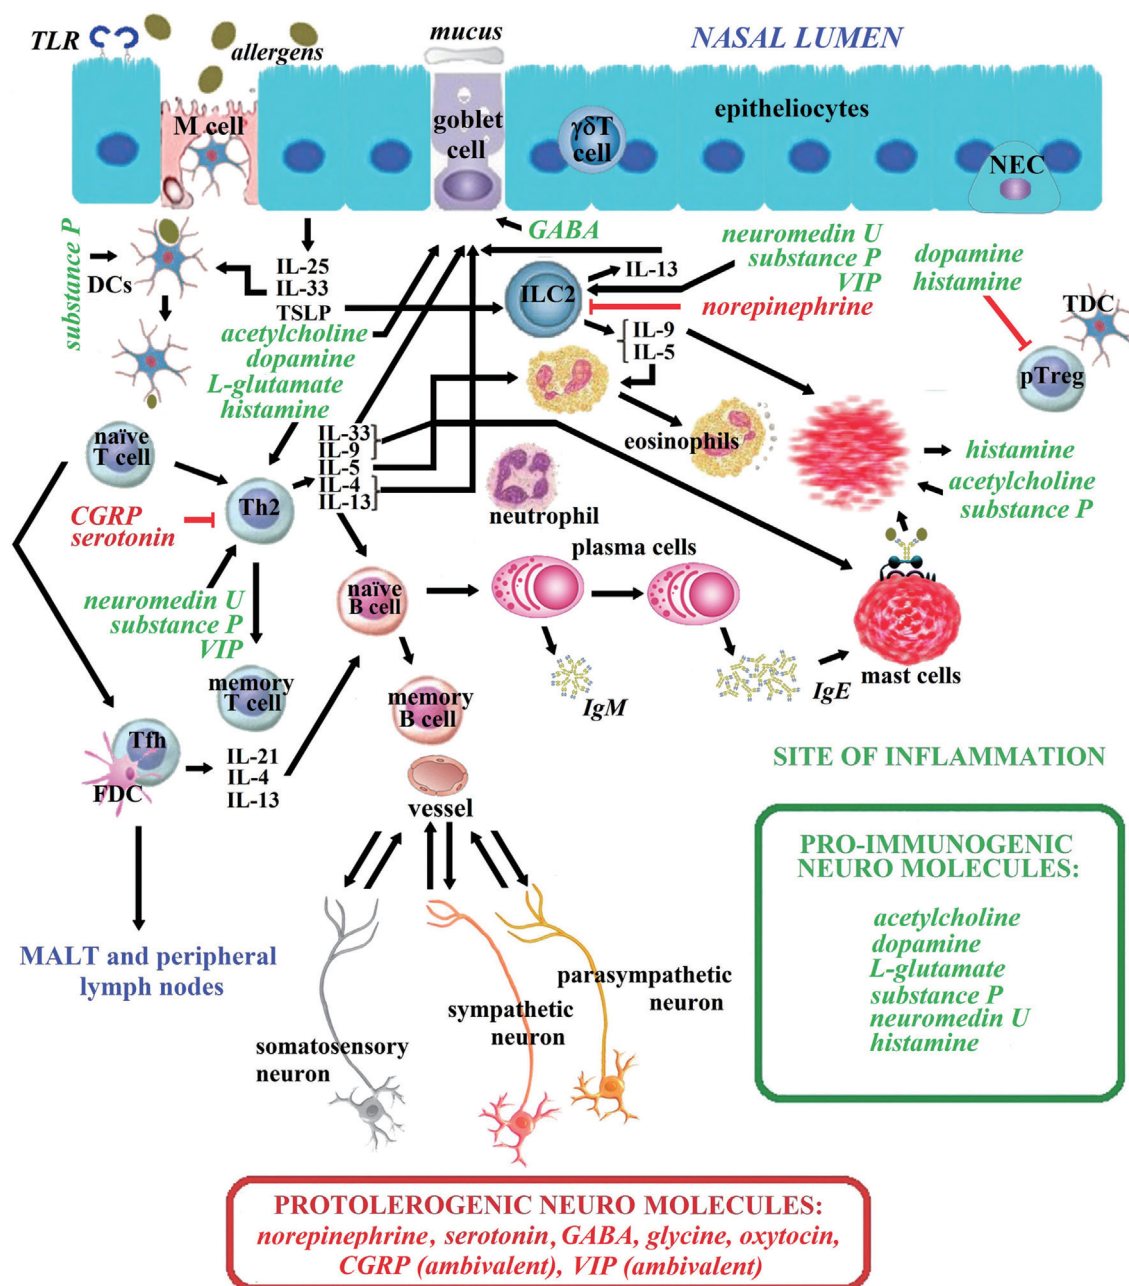 TLR
allergens
mucus
NASAL LUMEN
M cell
goblet
cell
γδT
cell
epitheliocytes
NEC
substance P
DCs
IL-25
IL-33
TSLP
GABA
ILC2
IL-13
neuromedin U
substance P
VIP
norepinephrine
dopamine
histamine
TDC
pTreg
acetylcholine
dopamine
L-glutamate
histamine
IL-9
IL-5
eosinophils
naïve
T cell
Th2
IL-33
IL-9
IL-5
IL-4
IL-13
neutrophil
histamine
acetylcholine
substance P
CGRP
serotonin
plasma cells
naïve
B cell
neuromedin U
substance P
VIP
memory
T cell
memory
B cell
IgM
IgE
mast cells
Tfh
FDC
IL-21
IL-4
IL-13
vessel
SITE OF INFLAMMATION
PRO-IMMUNOGENIC
NEURO MOLECULES:
acetylcholine
dopamine
L-glutamate
substance P
neuromedin U
histamine
MALT and peripheral
lymph nodes
somatosensory
neuron
sympathetic
neuron
parasympathetic
neuron
PROTOLEROGENIC NEURO MOLECULES:
norepinephrine, serotonin, GABA, glycine, oxytocin,
CGRP (ambivalent), VIP (ambivalent)